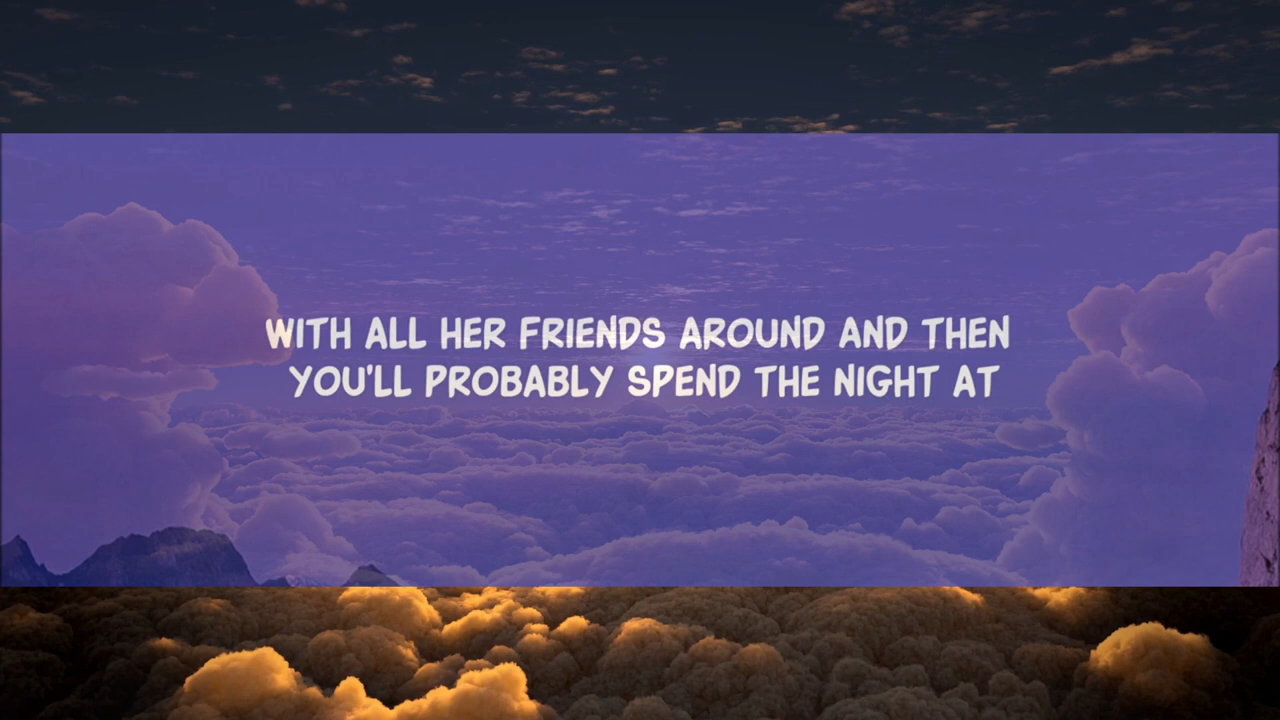 WITH ALL HER FRIENDS AROUND AND THEN
YOU'LL PROBABLY SPEND THE NIGHT AT